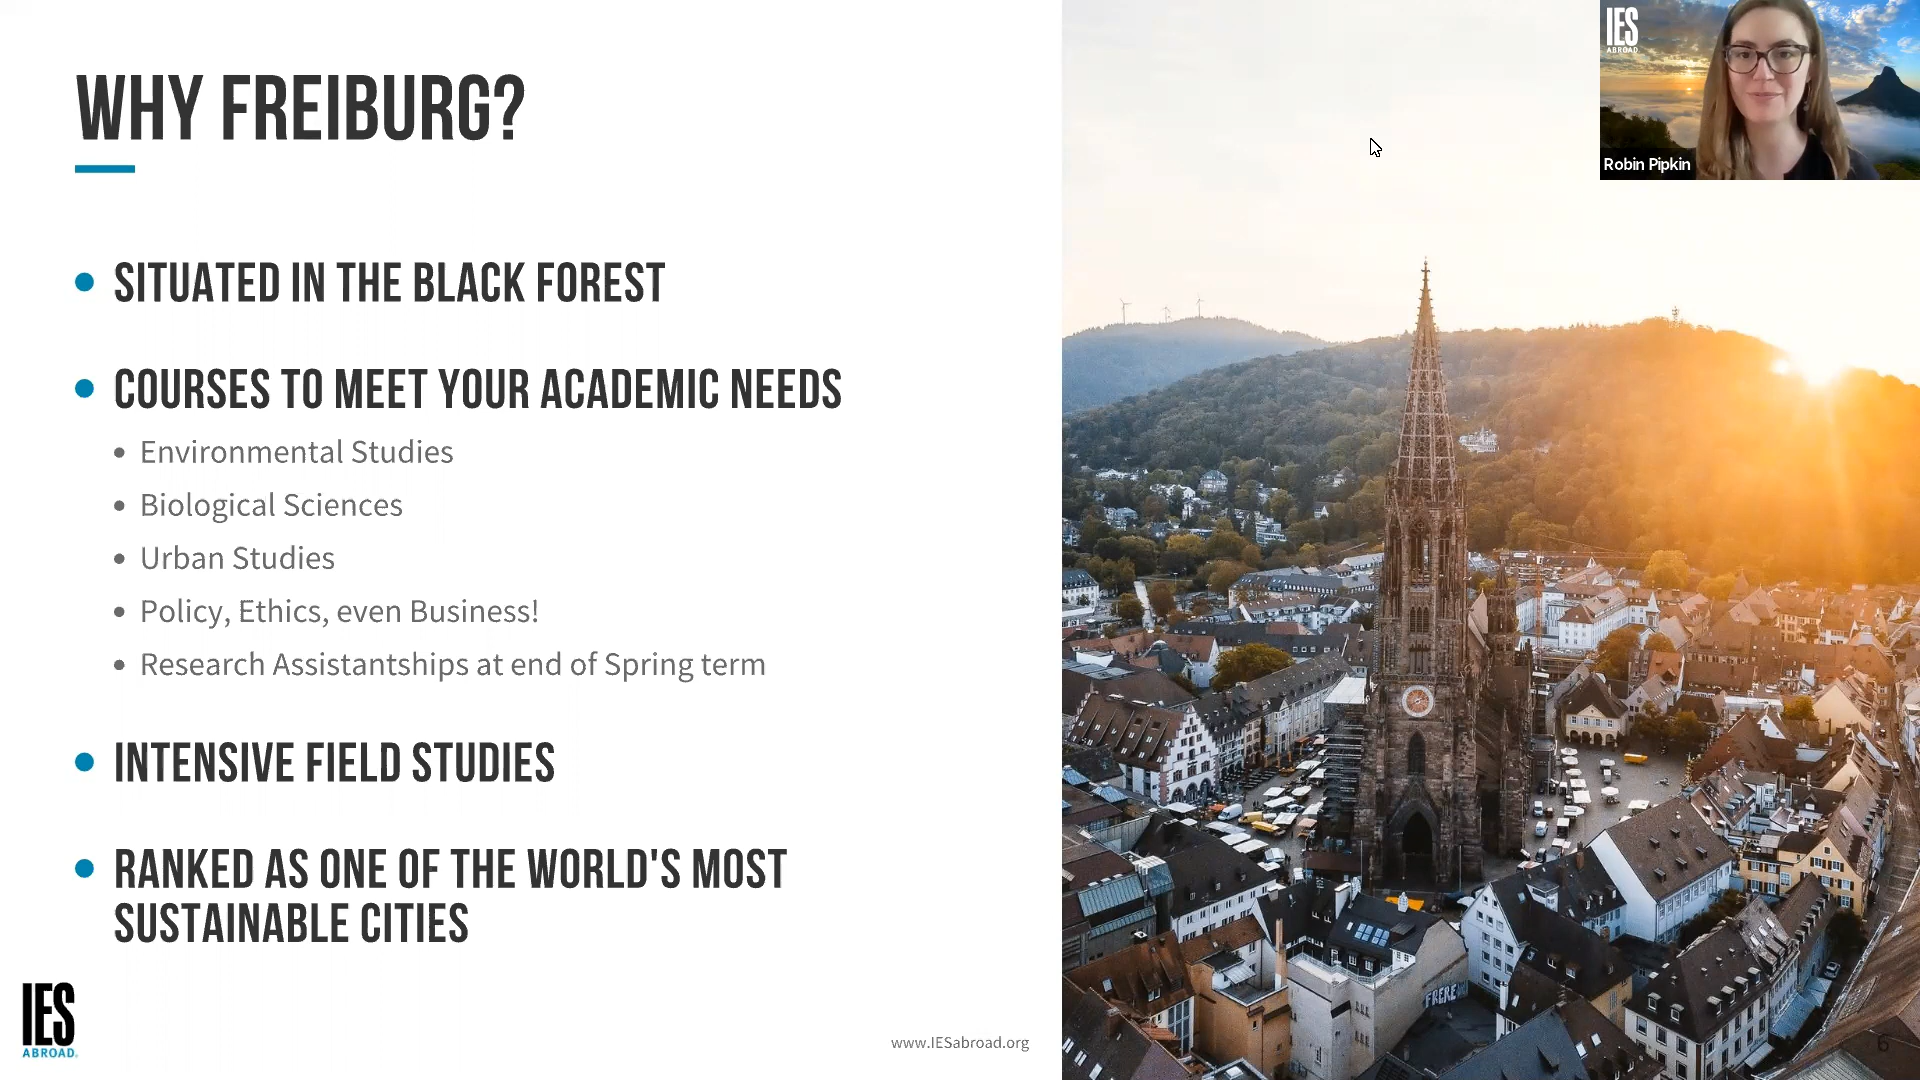 WHY FREIBURG?
SITUATED IN THE BLACK FOREST
COURSES TO MEET YOUR ACADEMIC NEEDS
Environmental Studies
Biological Sciences
Urban Studies
Policy, Ethics, even Business!
Research Assistantships at end of Spring term
INTENSIVE FIELD STUDIES
RANKED AS ONE OF THE WORLD'S MOST
SUSTAINABLE CITIES
IES
ABROAD
www.IESabroad.org
IES
ABROAD
Robin Pipkin
FRERE
6